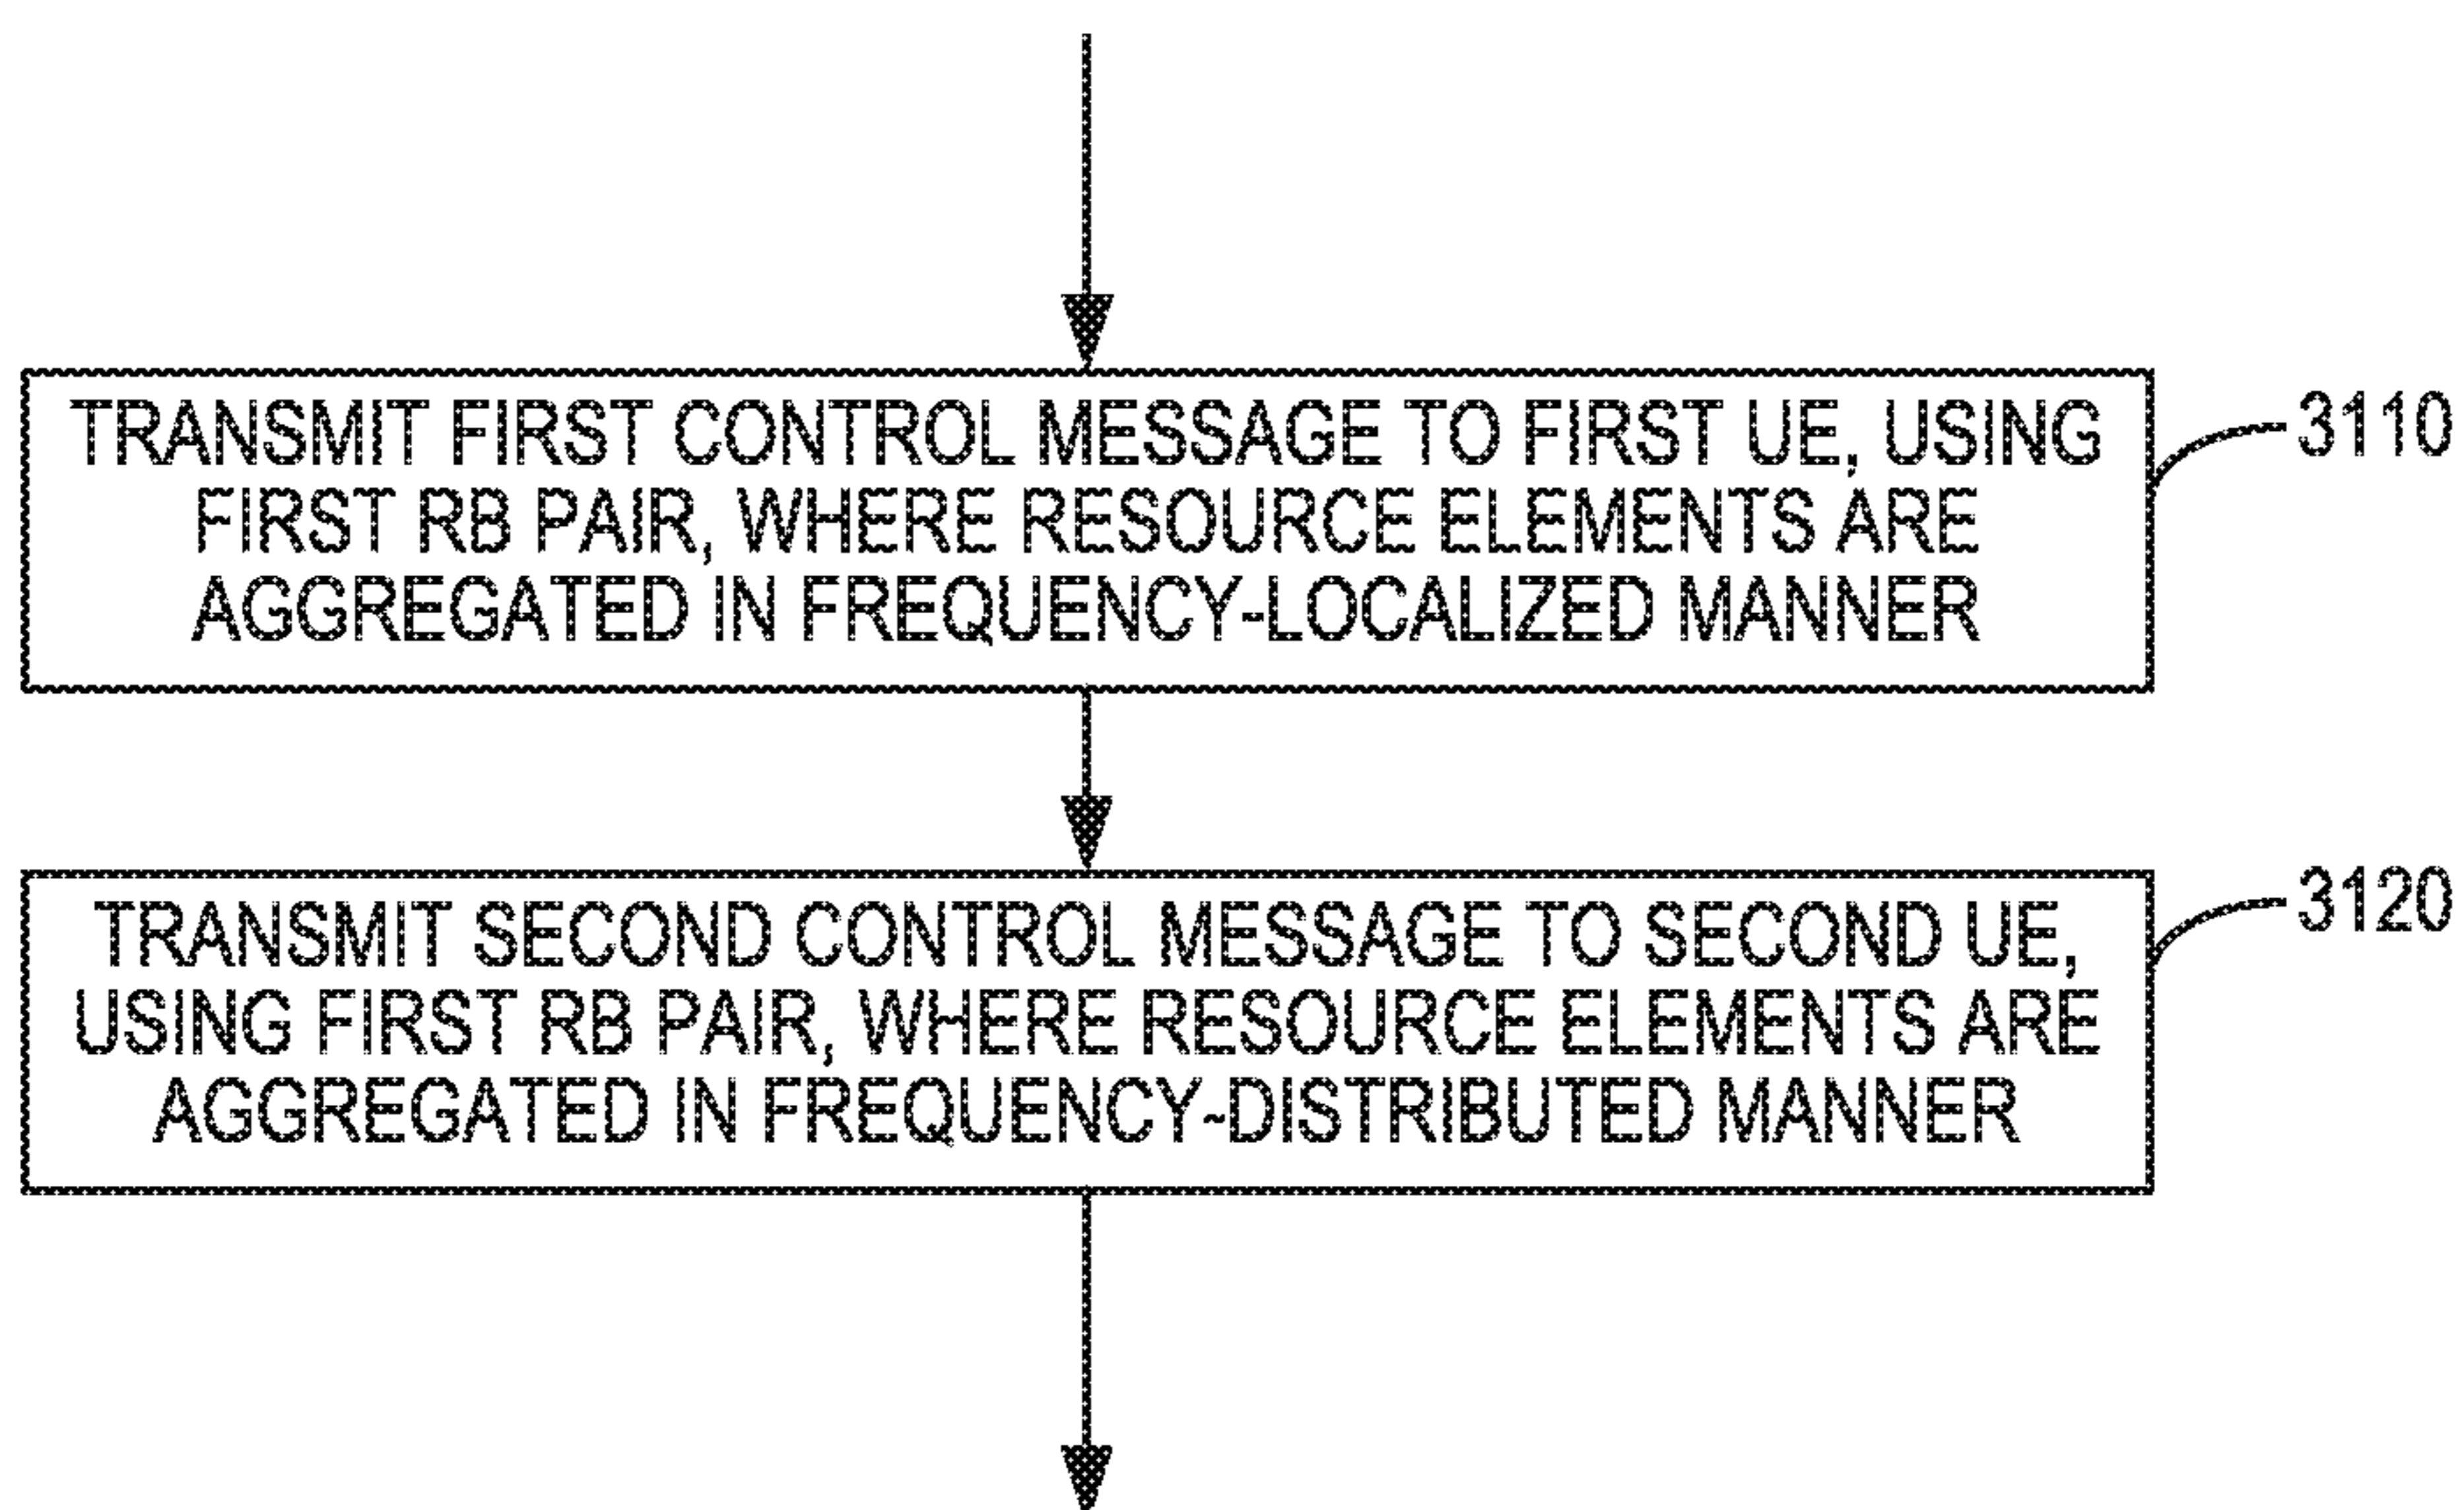 TRANSMIT FIRST CONTROL MESSAGE TO FIRST UE, USING
FIRST RB PAIR, WHERE RESOURCE ELEMENTS ARE
AGGREGATED IN FREQUENCY-LOCALIZED MANNER
3110
TRANSMIT SECOND CONTROL MESSAGE TO SECOND UE,
USING FIRST RB PAIR, WHERE RESOURCE ELEMENTS ARE
AGGREGATED IN FREQUENCY-DISTRIBUTED MANNER
3120